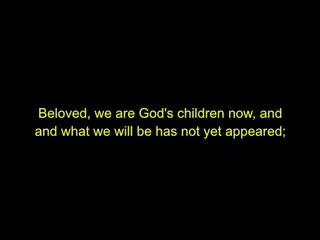 Beloved, we are God's children now, and
and what we will be has not yet appeared;